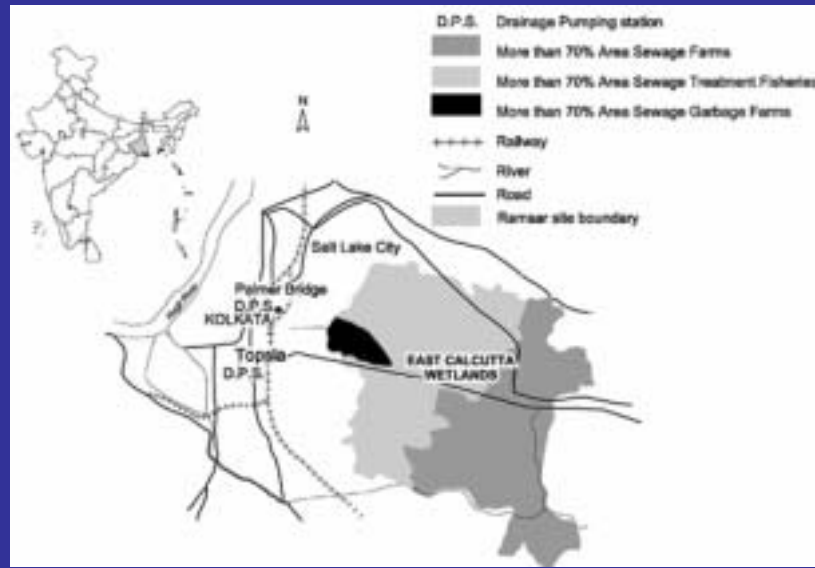 D.P.S. Drainage Pumping station
More than 70% Area Sewage Farms
More than 70% Area Sewage Treatment Fisheries
More than 70% Area Sewage Garbage Farms
Railway
River
Road
Ramsar site boundary
N
Salt Lake City
Palmer Bridge
D.P.S.
KOLKATA
Topsia
D.P.S.
EAST CALCUTTA
WETLANDS